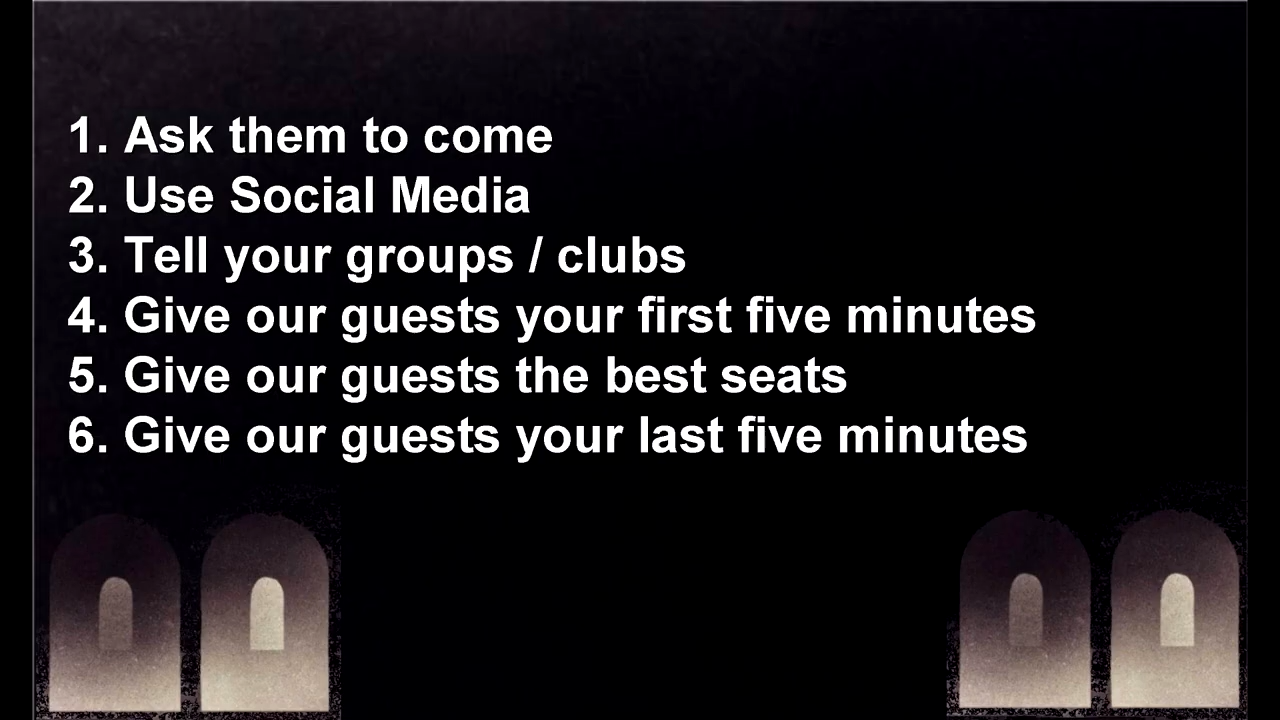 1. Ask them to come
2. Use Social Media
3. Tell your groups / clubs
4. Give our guests your first five minutes
5. Give our guests the best seats
6. Give our guests your last five minutes